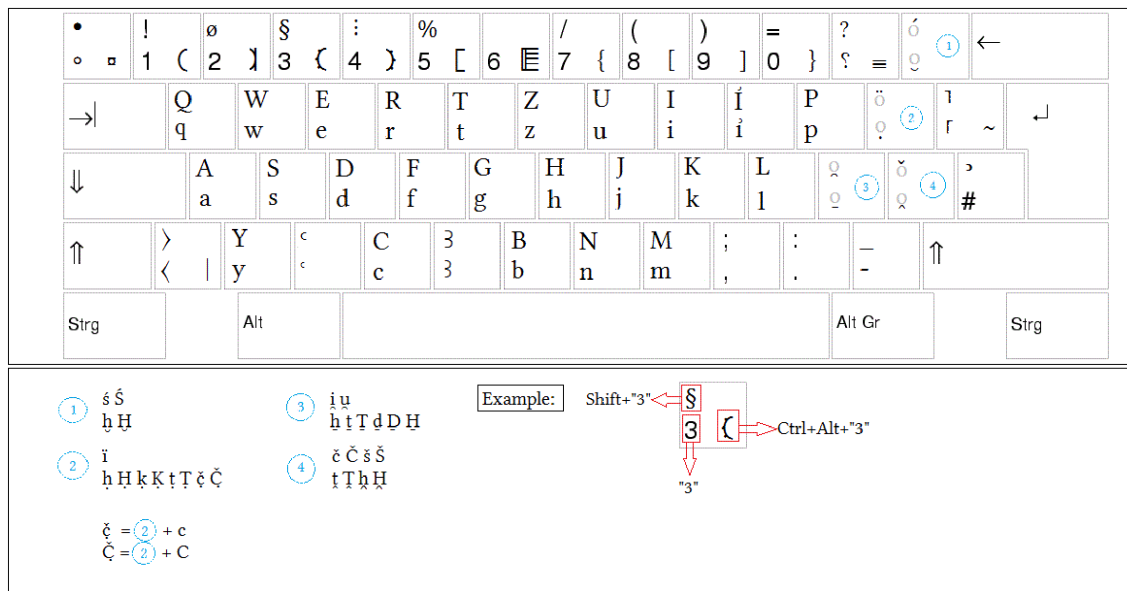 • ! ø § ⁝ % / ( ) = ? ó
◦ ¤ 1 ( 2 3 4 5 [ 6 7 { 8 [ 9 ] 0 } ⸮ ≡ o̮ 1 ←
→| Q W E R T Z U I Í P ö ˥
q w e r t z u i ỉ p ọ 2 ┌ ~ ↵
⇓ A S D F G H J K L o̯ ǒ ʾ
a s d f g h j k l o̱ 3 o̭ 4 #
⇑ 〉 Y ʿ C Ꜣ B N M ; : _ ⇑
〈 | y ʿ c ꜣ b n m , . -
Strg Alt Alt Gr Strg
1 ś Ś
ḫ Ḫ
2 ï
ḥ Ḥ ḳ Ḳ ṭ Ṭ č̣ Č̣
č̣ = 2 + c
Č̣ = 2 + C
3 i̯ u̯
ẖ ṯ Ṯ ḏ Ḏ H̱
4 č Č š Š
ṱ Ṱ ḫ̭ H̭
Example:
Shift+"3" §
3 Ctrl+Alt+"3"
"3"